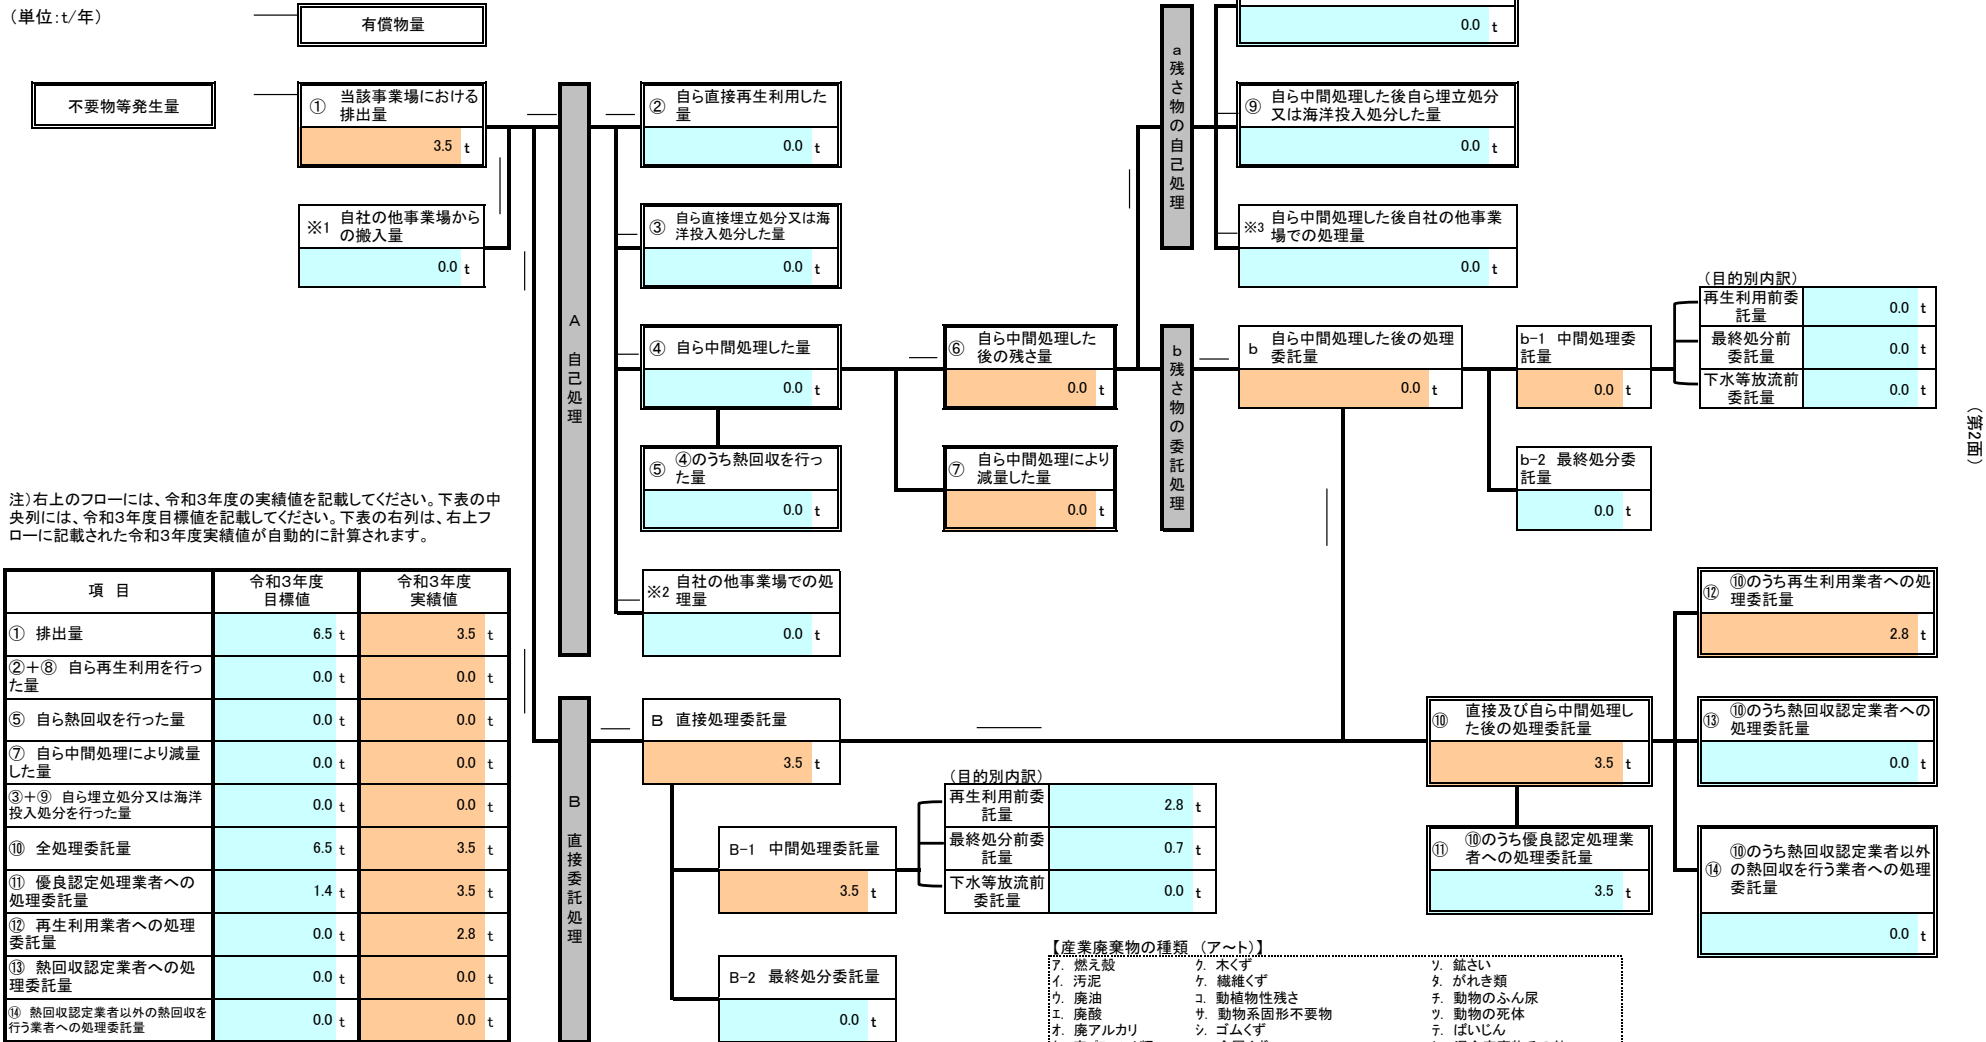 (単位:t/年)
有償物量
0.0 t
不要物等発生量
① 当該事業場における
排出量
3.5 t
② 自ら直接再生利用した
量
0.0 t
a
残さ物の自己処理
⑨ 自ら中間処理した後自ら埋立処分
又は海洋投入処分した量
0.0 t
※1 自社の他事業場から
の搬入量
0.0 t
③ 自ら直接埋立処分又は海
洋投入処分した量
0.0 t
※3 自ら中間処理した後自社の他事業
場での処理量
0.0 t
A
自己処理
④ 自ら中間処理した量
0.0 t
⑥ 自ら中間処理した
後の残さ量
0.0 t
b
残さ物の委託処理
b 自ら中間処理した後の処理
委託量
0.0 t
b-1 中間処理委
託量
0.0 t
(目的別内訳)
再生利用前委
託量
0.0 t
最終処分前
委託量
0.0 t
下水等放流前
委託量
0.0 t
(第2面)
⑤ ④のうち熱回収を行っ
た量
0.0 t
⑦ 自ら中間処理により
減量した量
0.0 t
b-2 最終処分委
託量
0.0 t
注)右上のフローには、令和3年度の実績値を記載してください。下表の中
央列には、令和3年度目標値を記載してください。下表の右列は、右上フ
ローに記載された令和3年度実績値が自動的に計算されます。
※2 自社の他事業場での処
理量
0.0 t
項 目
令和3年度
目標値
令和3年度
実績値
① 排出量 6.5 t 3.5 t
②+⑧ 自ら再生利用を行っ
た量
0.0 t 0.0 t
⑤ 自ら熱回収を行った量 0.0 t 0.0 t
⑦ 自ら中間処理により減量
した量
0.0 t 0.0 t
③+⑨ 自ら埋立処分又は海洋
投入処分を行った量
0.0 t 0.0 t
⑩ 全処理委託量 6.5 t 3.5 t
⑪ 優良認定処理業者への
処理委託量
1.4 t 3.5 t
⑫ 再生利用業者への処理
委託量
0.0 t 2.8 t
⑬ 熱回収認定業者への処
理委託量
0.0 t 0.0 t
⑭ 熱回収認定業者以外の熱回収を
行う業者への処理委託量
0.0 t 0.0 t
B
直接委託処理
B 直接処理委託量
3.5 t
B-1 中間処理委託量
3.5 t
(目的別内訳)
再生利用前委
託量
2.8 t
最終処分前委
託量
0.7 t
下水等放流前
委託量
0.0 t
B-2 最終処分委託量
0.0 t
⑩ 直接及び自ら中間処理し
た後の処理委託量
3.5 t
⑪ ⑩のうち優良認定処理業
者への処理委託量
3.5 t
⑫ ⑩のうち再生利用業者への処
理委託量
2.8 t
⑬ ⑩のうち熱回収認定業者への
処理委託量
0.0 t
⑭ ⑩のうち熱回収認定業者以外
の熱回収を行う業者への処理
委託量
0.0 t
【産業廃棄物の種類 (ア~ト)】
ア. 燃え殻 ク. 木くず ソ. 鉱さい
イ. 汚泥 ケ. 繊維くず タ. がれき類
ウ. 廃油 コ. 動植物性残さ チ. 動物のふん尿
エ. 廃酸 サ. 動物系固形不要物 ツ. 動物の死体
オ. 廃アルカリ シ. ゴムくず テ. ばいじん